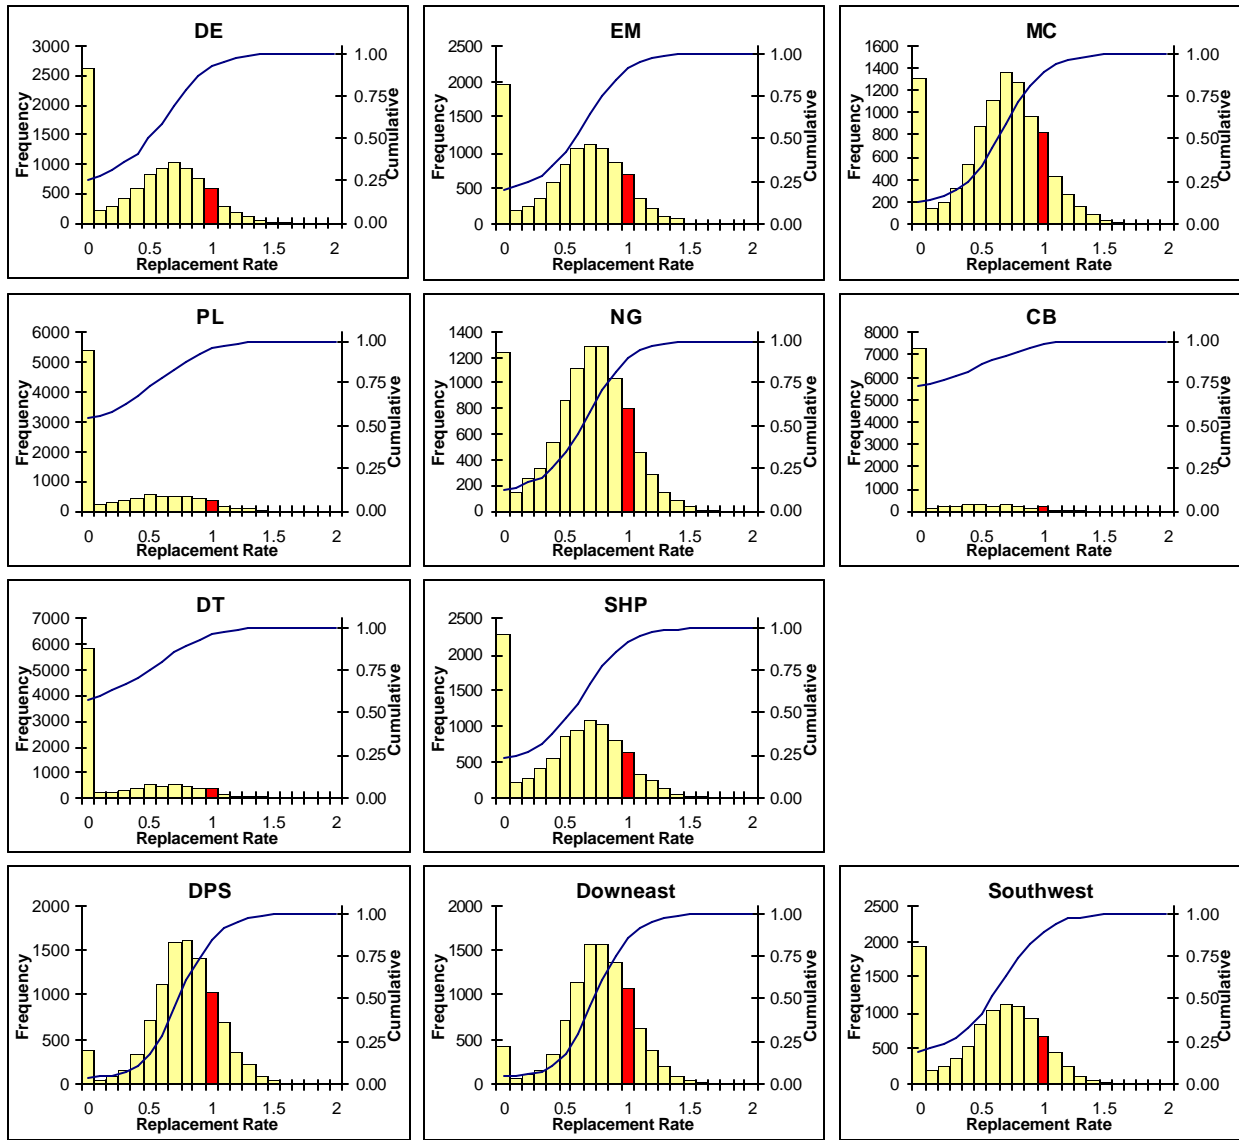 DE
3000
2500
2000
1500
1000
500
0
Frequency
1.00
0.75
0.50
0.25
0.00
Cumulative
0 0.5 1 1.5 2
Replacement Rate
EM
2500
2000
1500
1000
500
0
Frequency
1.00
0.75
0.50
0.25
0.00
Cumulative
0 0.5 1 1.5 2
Replacement Rate
MC
1600
1400
1200
1000
800
600
400
200
0
Frequency
1.00
0.75
0.50
0.25
0.00
Cumulative
0 0.5 1 1.5 2
Replacement Rate
PL
6000
5000
4000
3000
2000
1000
0
Frequency
1.00
0.75
0.50
0.25
0.00
Cumulative
0 0.5 1 1.5 2
Replacement Rate
NG
1400
1200
1000
800
600
400
200
0
Frequency
1.00
0.75
0.50
0.25
0.00
Cumulative
0 0.5 1 1.5 2
Replacement Rate
CB
8000
7000
6000
5000
4000
3000
2000
1000
0
Frequency
1.00
0.75
0.50
0.25
0.00
Cumulative
0 0.5 1 1.5 2
Replacement Rate
DT
7000
6000
5000
4000
3000
2000
1000
0
Frequency
1.00
0.75
0.50
0.25
0.00
Cumulative
0 0.5 1 1.5 2
Replacement Rate
SHP
2500
2000
1500
1000
500
0
Frequency
1.00
0.75
0.50
0.25
0.00
Cumulative
0 0.5 1 1.5 2
Replacement Rate
DPS
2000
1500
1000
500
0
Frequency
1.00
0.75
0.50
0.25
0.00
Cumulative
0 0.5 1 1.5 2
Replacement Rate
Downeast
2000
1500
1000
500
0
Frequency
1.00
0.75
0.50
0.25
0.00
Cumulative
0 0.5 1 1.5 2
Replacement Rate
Southwest
2500
2000
1500
1000
500
0
Frequency
1.00
0.75
0.50
0.25
0.00
Cumulative
0 0.5 1 1.5 2
Replacement Rate